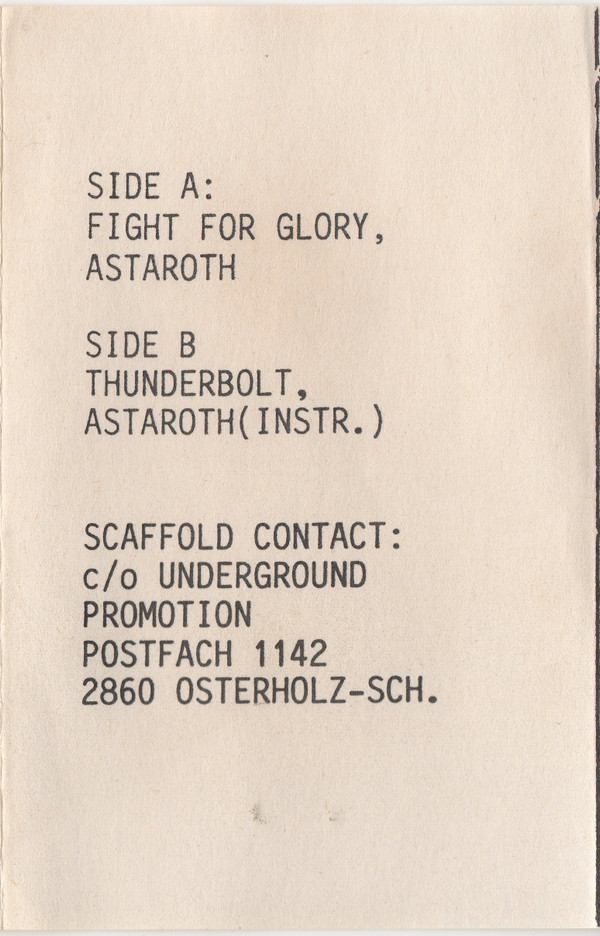 SIDE A:
FIGHT FOR GLORY,
ASTAROTH
SIDE B
THUNDERBOLT,
ASTAROTH(INSTR.)
SCAFFOLD CONTACT:
c/o UNDERGROUND
PROMOTION
POSTFACH 1142
2860 OSTERHOLZ-SCH.